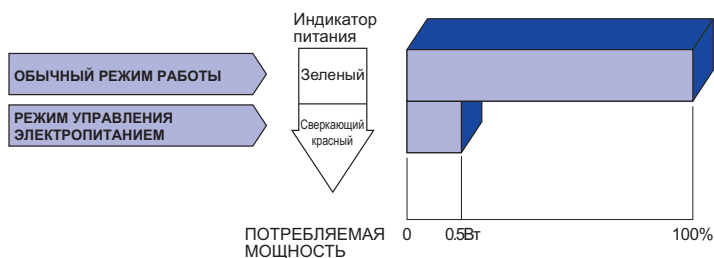 Индикатор
питания
ОБЫЧНЫЙ РЕЖИМ РАБОТЫ
Зеленый
РЕЖИМ УПРАВЛЕНИЯ
ЭЛЕКТРОПИТАНИЕМ
Сверкающий
красный
ПОТРЕБЛЯЕМАЯ
МОЩНОСТЬ
0 0.5Вт 100%